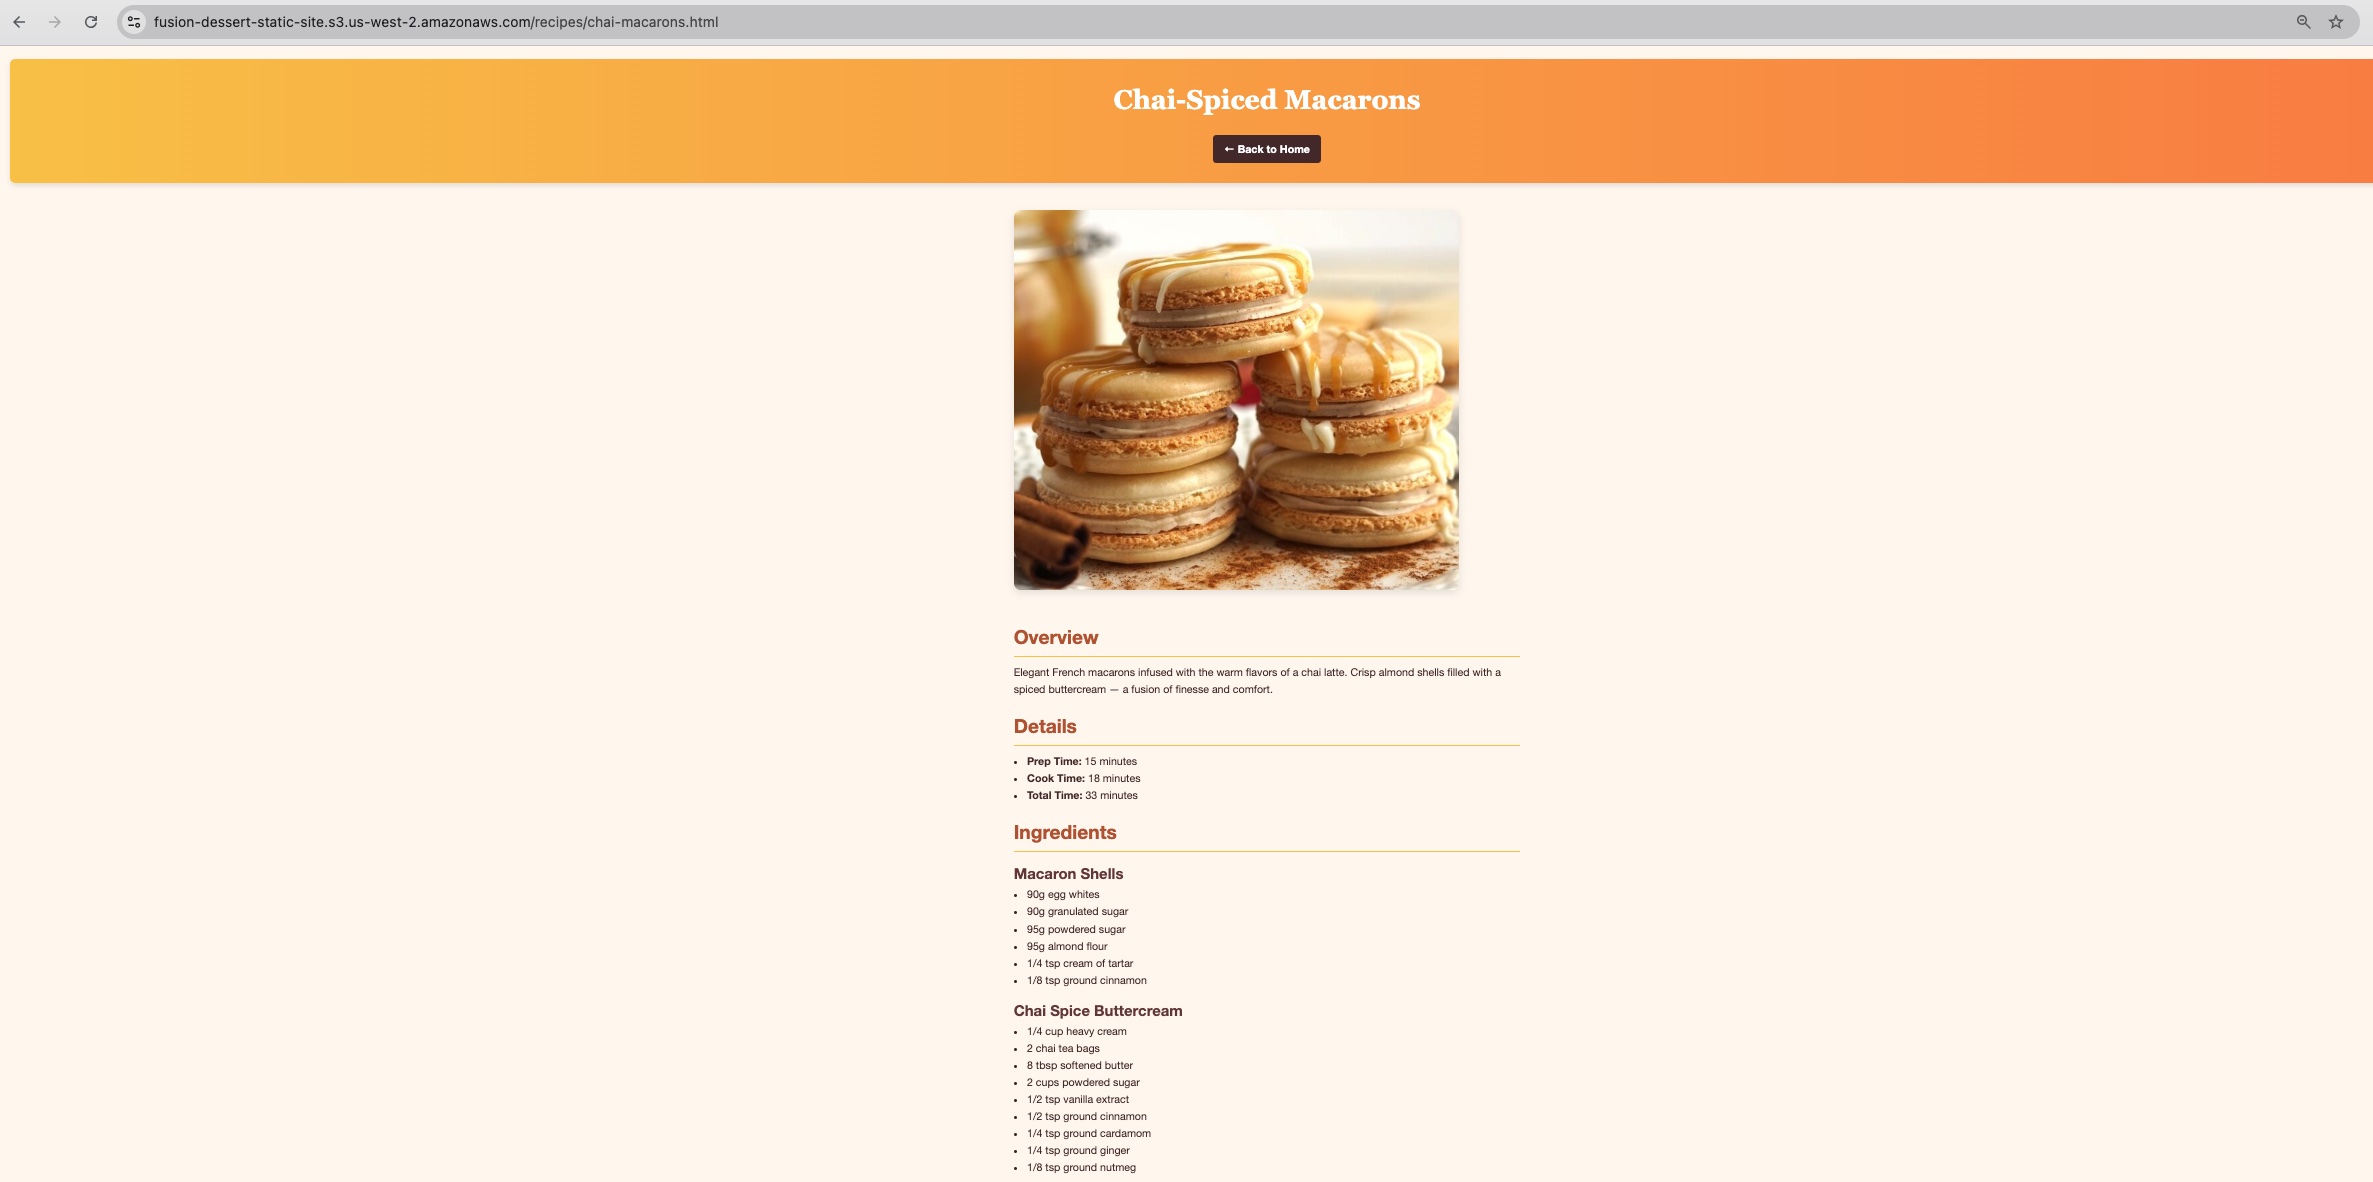 fusion-dessert-static-site.s3.us-west-2.amazonaws.com/recipes/chai-macarons.html
Chai-Spiced Macarons
← Back to Home
Overview
Elegant French macarons infused with the warm flavors of a chai latte. Crisp almond shells filled with a
spiced buttercream — a fusion of finesse and comfort.
Details
• Prep Time: 15 minutes
• Cook Time: 18 minutes
• Total Time: 33 minutes
Ingredients
Macaron Shells
• 90g egg whites
• 90g granulated sugar
• 95g powdered sugar
• 95g almond flour
• 1/4 tsp cream of tartar
• 1/8 tsp ground cinnamon
Chai Spice Buttercream
• 1/4 cup heavy cream
• 2 chai tea bags
• 8 tbsp softened butter
• 2 cups powdered sugar
• 1/2 tsp vanilla extract
• 1/2 tsp ground cinnamon
• 1/4 tsp ground cardamom
• 1/4 tsp ground ginger
• 1/8 tsp ground nutmeg